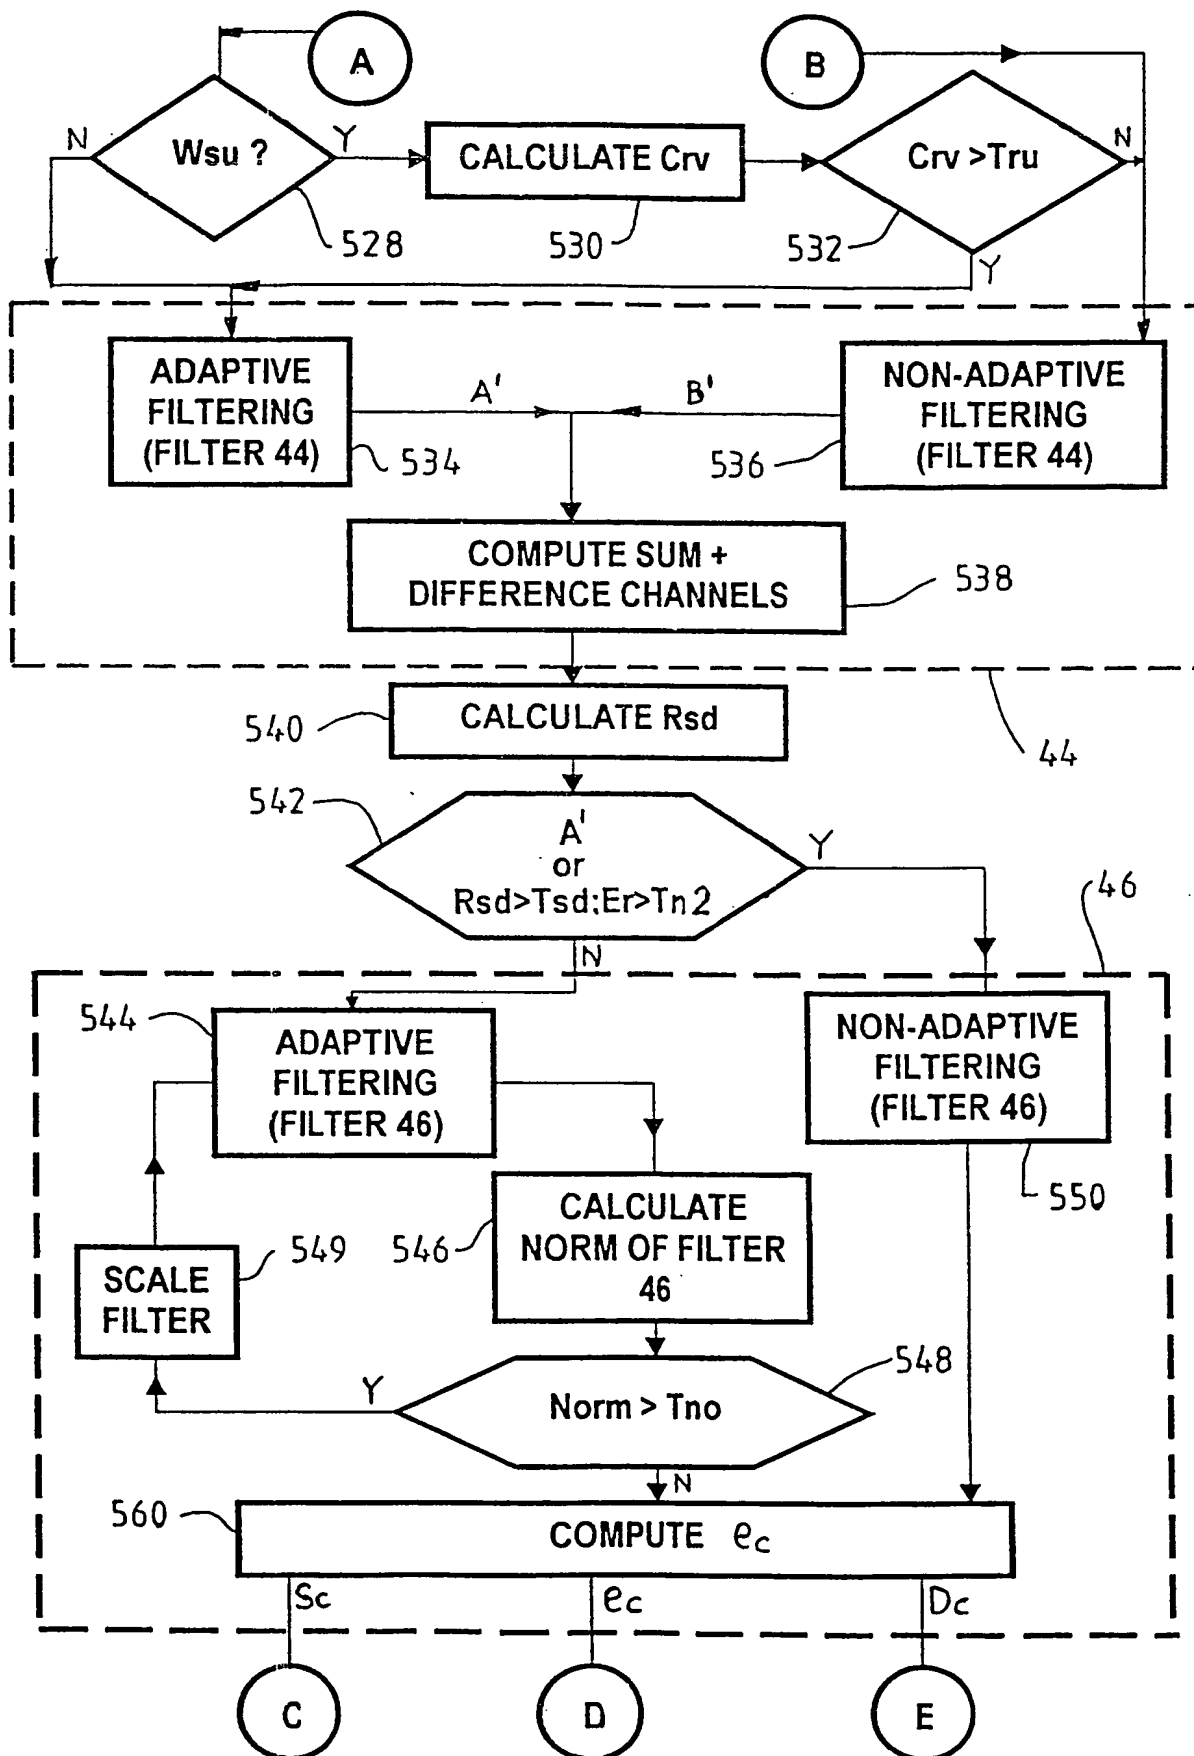 A
B
N
Wsu ?
Y
CALCULATE Crv
Crv >Tru
N
528
530
532
Y
ADAPTIVE
FILTERING
(FILTER 44)
A'
B'
NON-ADAPTIVE
FILTERING
(FILTER 44)
534
536
COMPUTE SUM +
DIFFERENCE CHANNELS
538
540
CALCULATE Rsd
44
542
A'
or
Rsd>Tsd;Er>Tn2
Y
N
46
544
ADAPTIVE
FILTERING
(FILTER 46)
NON-ADAPTIVE
FILTERING
(FILTER 46)
550
549
546
CALCULATE
NORM OF FILTER
46
SCALE
FILTER
548
Y
Norm > Tno
N
560
COMPUTE ec
Sc
ec
Dc
C
D
E